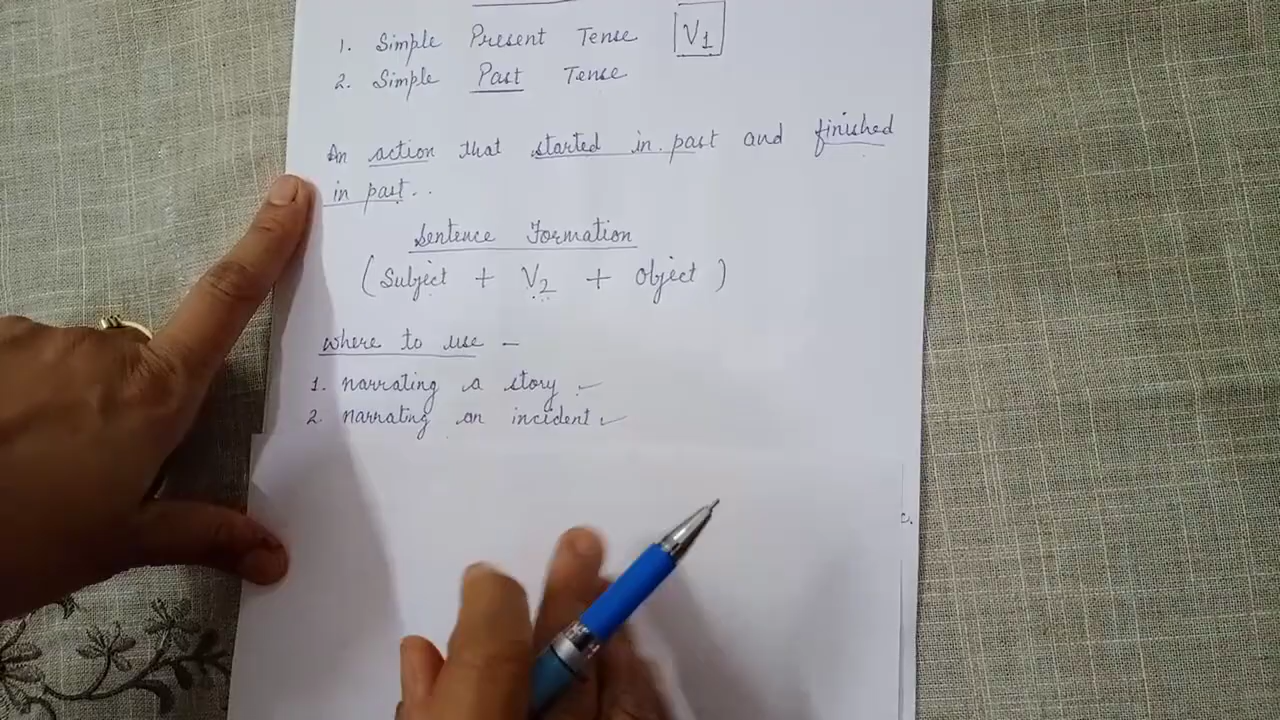 1. Simple Present Tense V1
2. Simple Past Tense
An action that started in past and finished
in past..
Sentence Formation
(Subject + V2 + Object)
where to use -
1. narrating a story
2. narrating an incident
c.